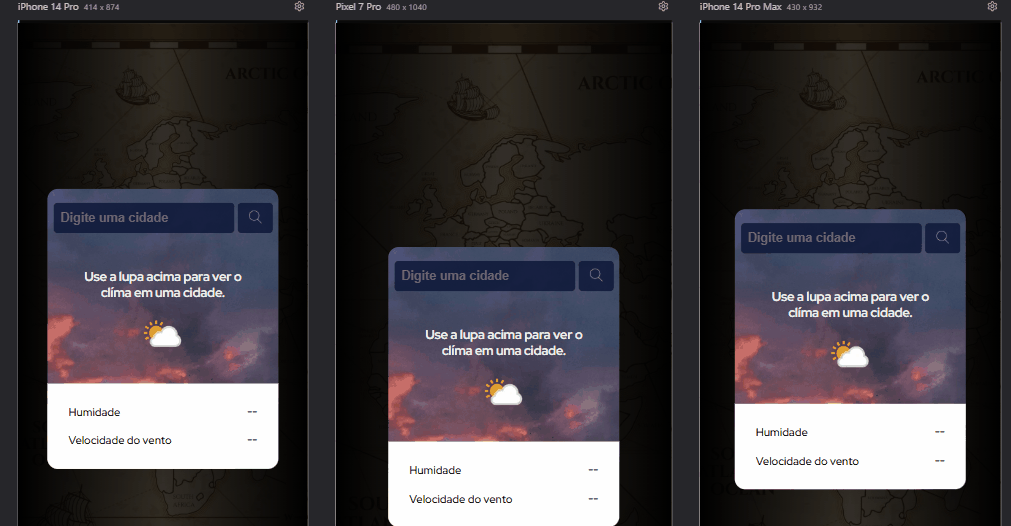 iPhone 14 Pro 414 x 874
ARCTIC
Digite uma cidade
Use a lupa acima para ver o
clíma em uma cidade.
Humidade --
Velocidade do vento --
Pixel 7 Pro 480 x 1040
ARCTIC
Digite uma cidade
Use a lupa acima para ver o
clíma em uma cidade.
Humidade --
Velocidade do vento --
iPhone 14 Pro Max 430 x 932
ARCTIC
Digite uma cidade
Use a lupa acima para ver o
clíma em uma cidade.
Humidade --
Velocidade do vento --